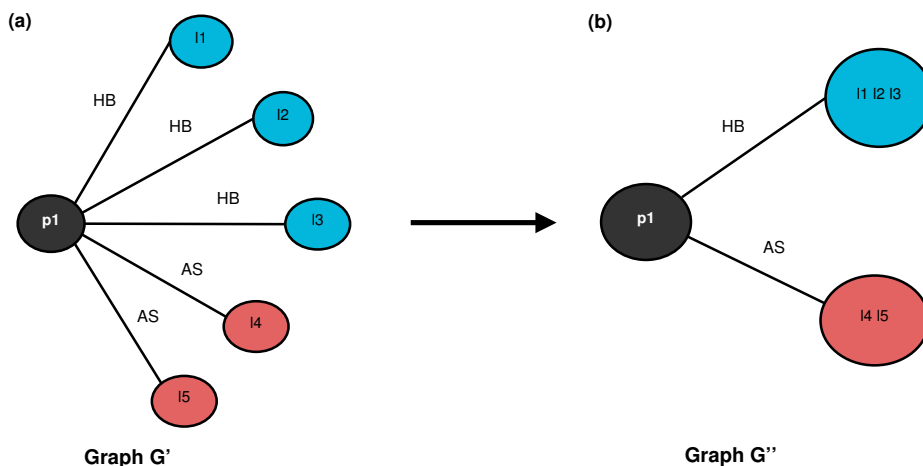 (a)
(b)
l1
HB
l2
HB
l3
HB
p1
AS
l4
AS
l5
l1 l2 l3
HB
p1
AS
l4 l5
Graph G’
Graph G’’